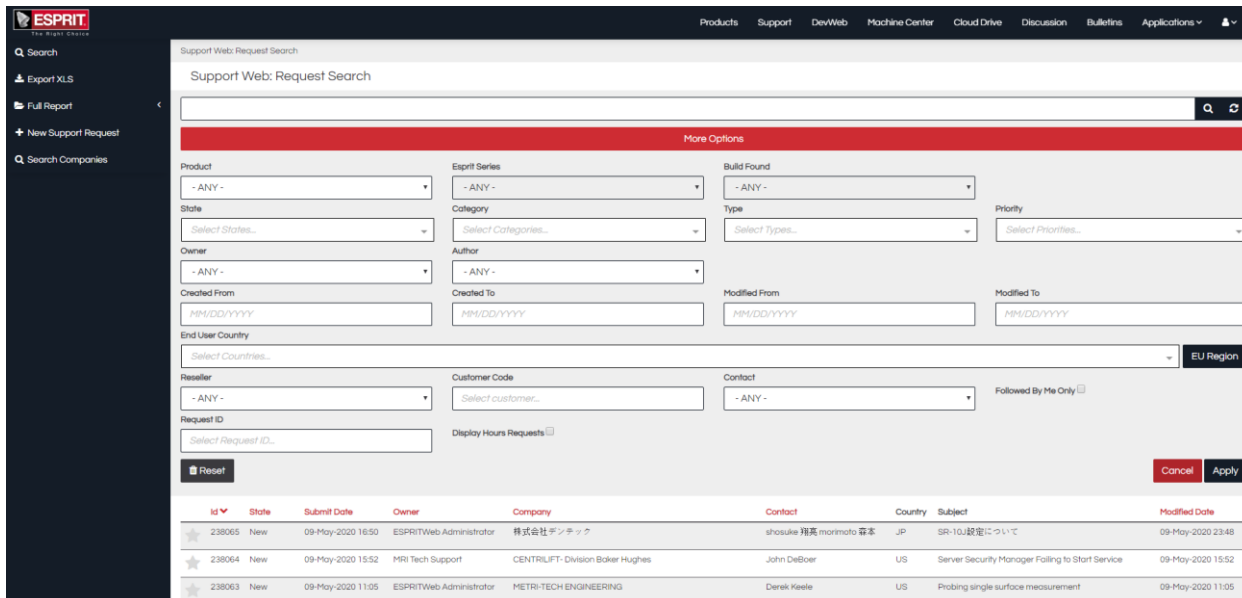 ESPRIT.
The Right Choice
Products Support DevWeb Machine Center Cloud Drive Discussion Bulletins Applications
Search
Export XLS
Full Report
New Support Request
Search Companies
Support Web: Request Search
Support Web: Request Search
More Options
Product Esprit Series Build Found
- ANY - - ANY - - ANY -
State Category Type Priority
Select States... Select Categories... Select Types... Select Priorities...
Owner Author
- ANY - - ANY -
Created From Created To Modified From Modified To
MM/DD/YYYY MM/DD/YYYY MM/DD/YYYY MM/DD/YYYY
End User Country
Select Countries... EU Region
Reseller Customer Code Contact
- ANY - Select customer... - ANY - Followed By Me Only
Request ID
Select Request ID... Display Hours Requests
Reset Cancel Apply
Id State Submit Date Owner Company Contact Country Subject Modified Date
238065 New 09-May-2020 16:50 ESPRITWeb Administrator 株式会社デンテック shosuke 翔亮 morimoto 森本 JP SR-10J設定について 09-May-2020 23:48
238064 New 09-May-2020 15:52 MRI Tech Support CENTRILIFT- Division Baker Hughes John DeBoer US Server Security Manager Failing to Start Service 09-May-2020 15:52
238063 New 09-May-2020 11:05 ESPRITWeb Administrator METRI-TECH ENGINEERING Derek Keele US Probing single surface measurement 09-May-2020 11:05